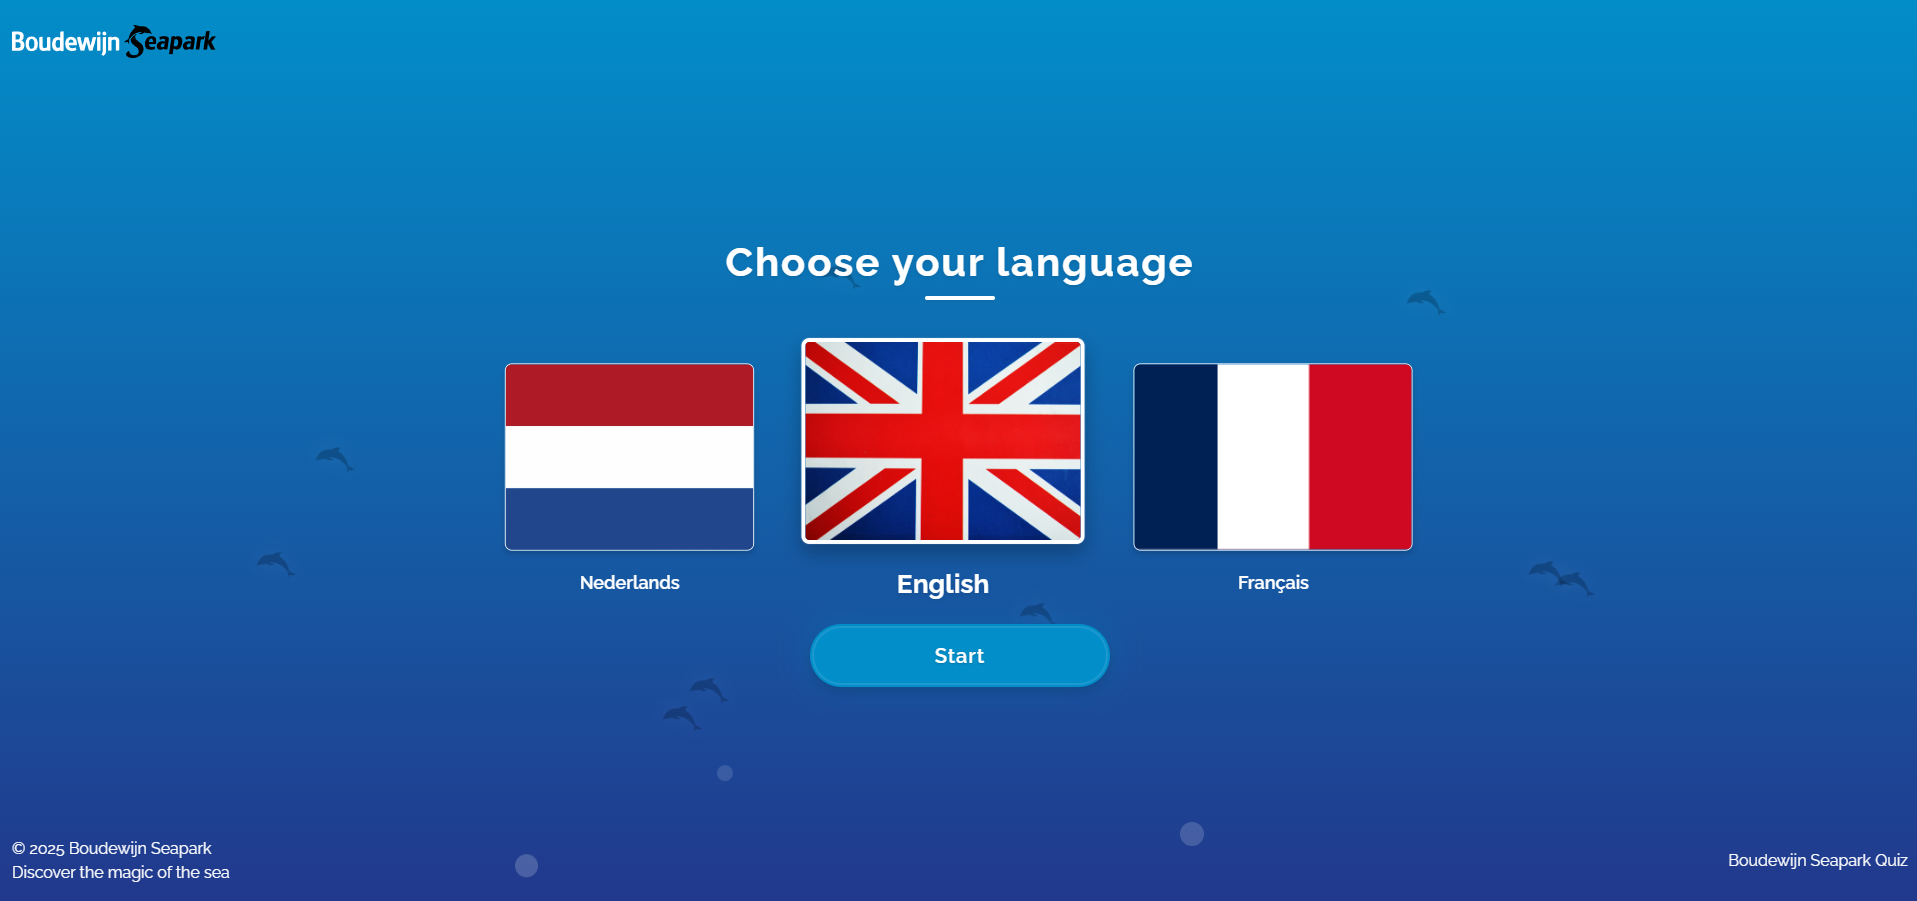 Boudewijn Seapark
Choose your language
Nederlands
English
Français
Start
© 2025 Boudewijn Seapark
Discover the magic of the sea
Boudewijn Seapark Quiz